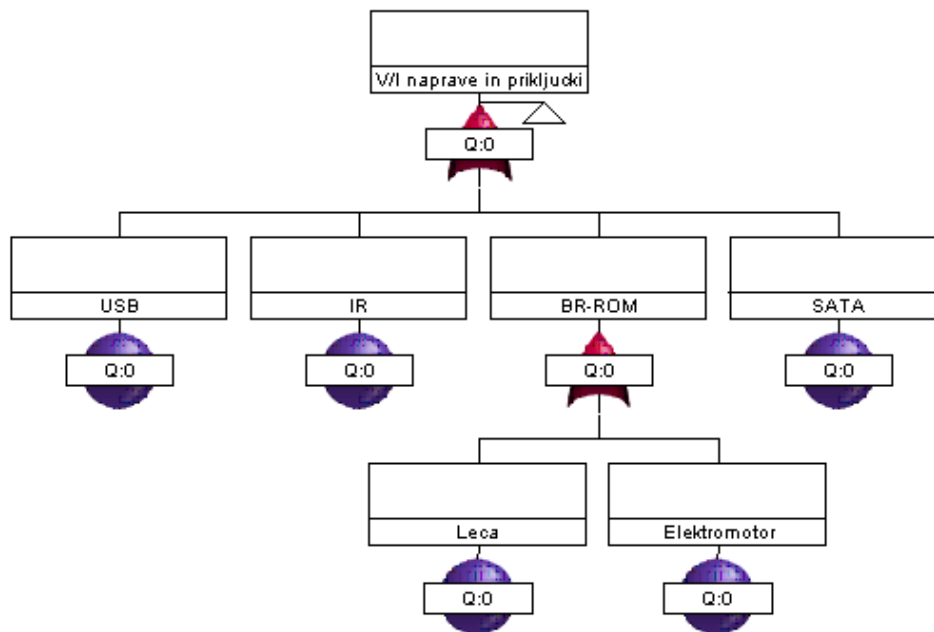 V/I naprave in prikljucki
Q:0
USB
IR
BR-ROM
SATA
Q:0
Q:0
Q:0
Q:0
Leca
Elektromotor
Q:0
Q:0